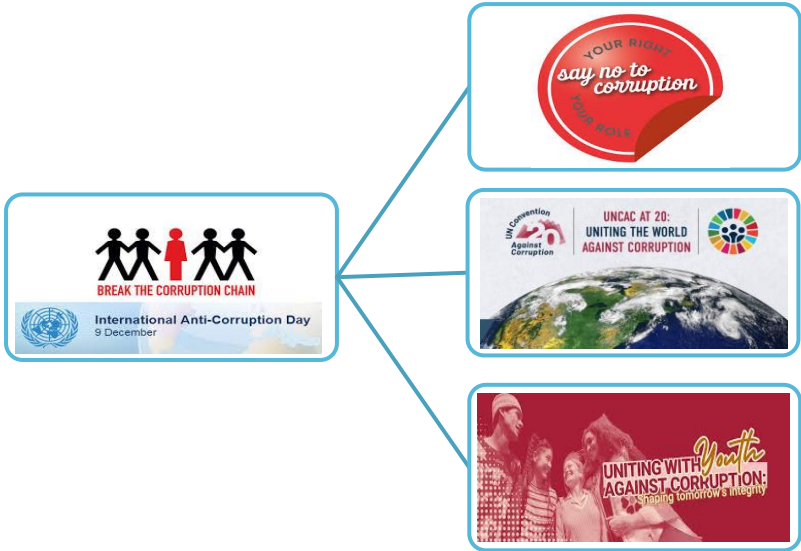 BREAK THE CORRUPTION CHAIN
International Anti-Corruption Day
9 December
YOUR RIGHT
say no to
corruption
YOUR ROLE
UN Convention
20
Against
Corruption
UNCAC AT 20:
UNITING THE WORLD
AGAINST CORRUPTION
UNITING WITH Youth
AGAINST CORRUPTION:
Shaping tomorrow's integrity